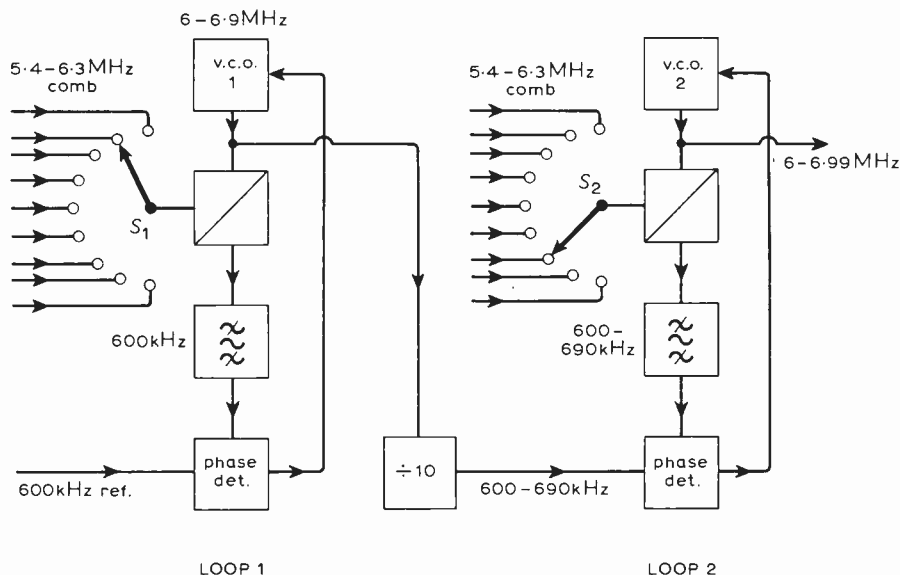 6-6·9MHz
5·4-6·3MHz
comb
v.c.o.
1
S1
600kHz
phase
det.
600kHz ref.
LOOP 1
÷10
600-690kHz
5·4-6·3MHz
comb
v.c.o.
2
6-6·99MHz
S2
600-
690kHz
phase
det.
LOOP 2